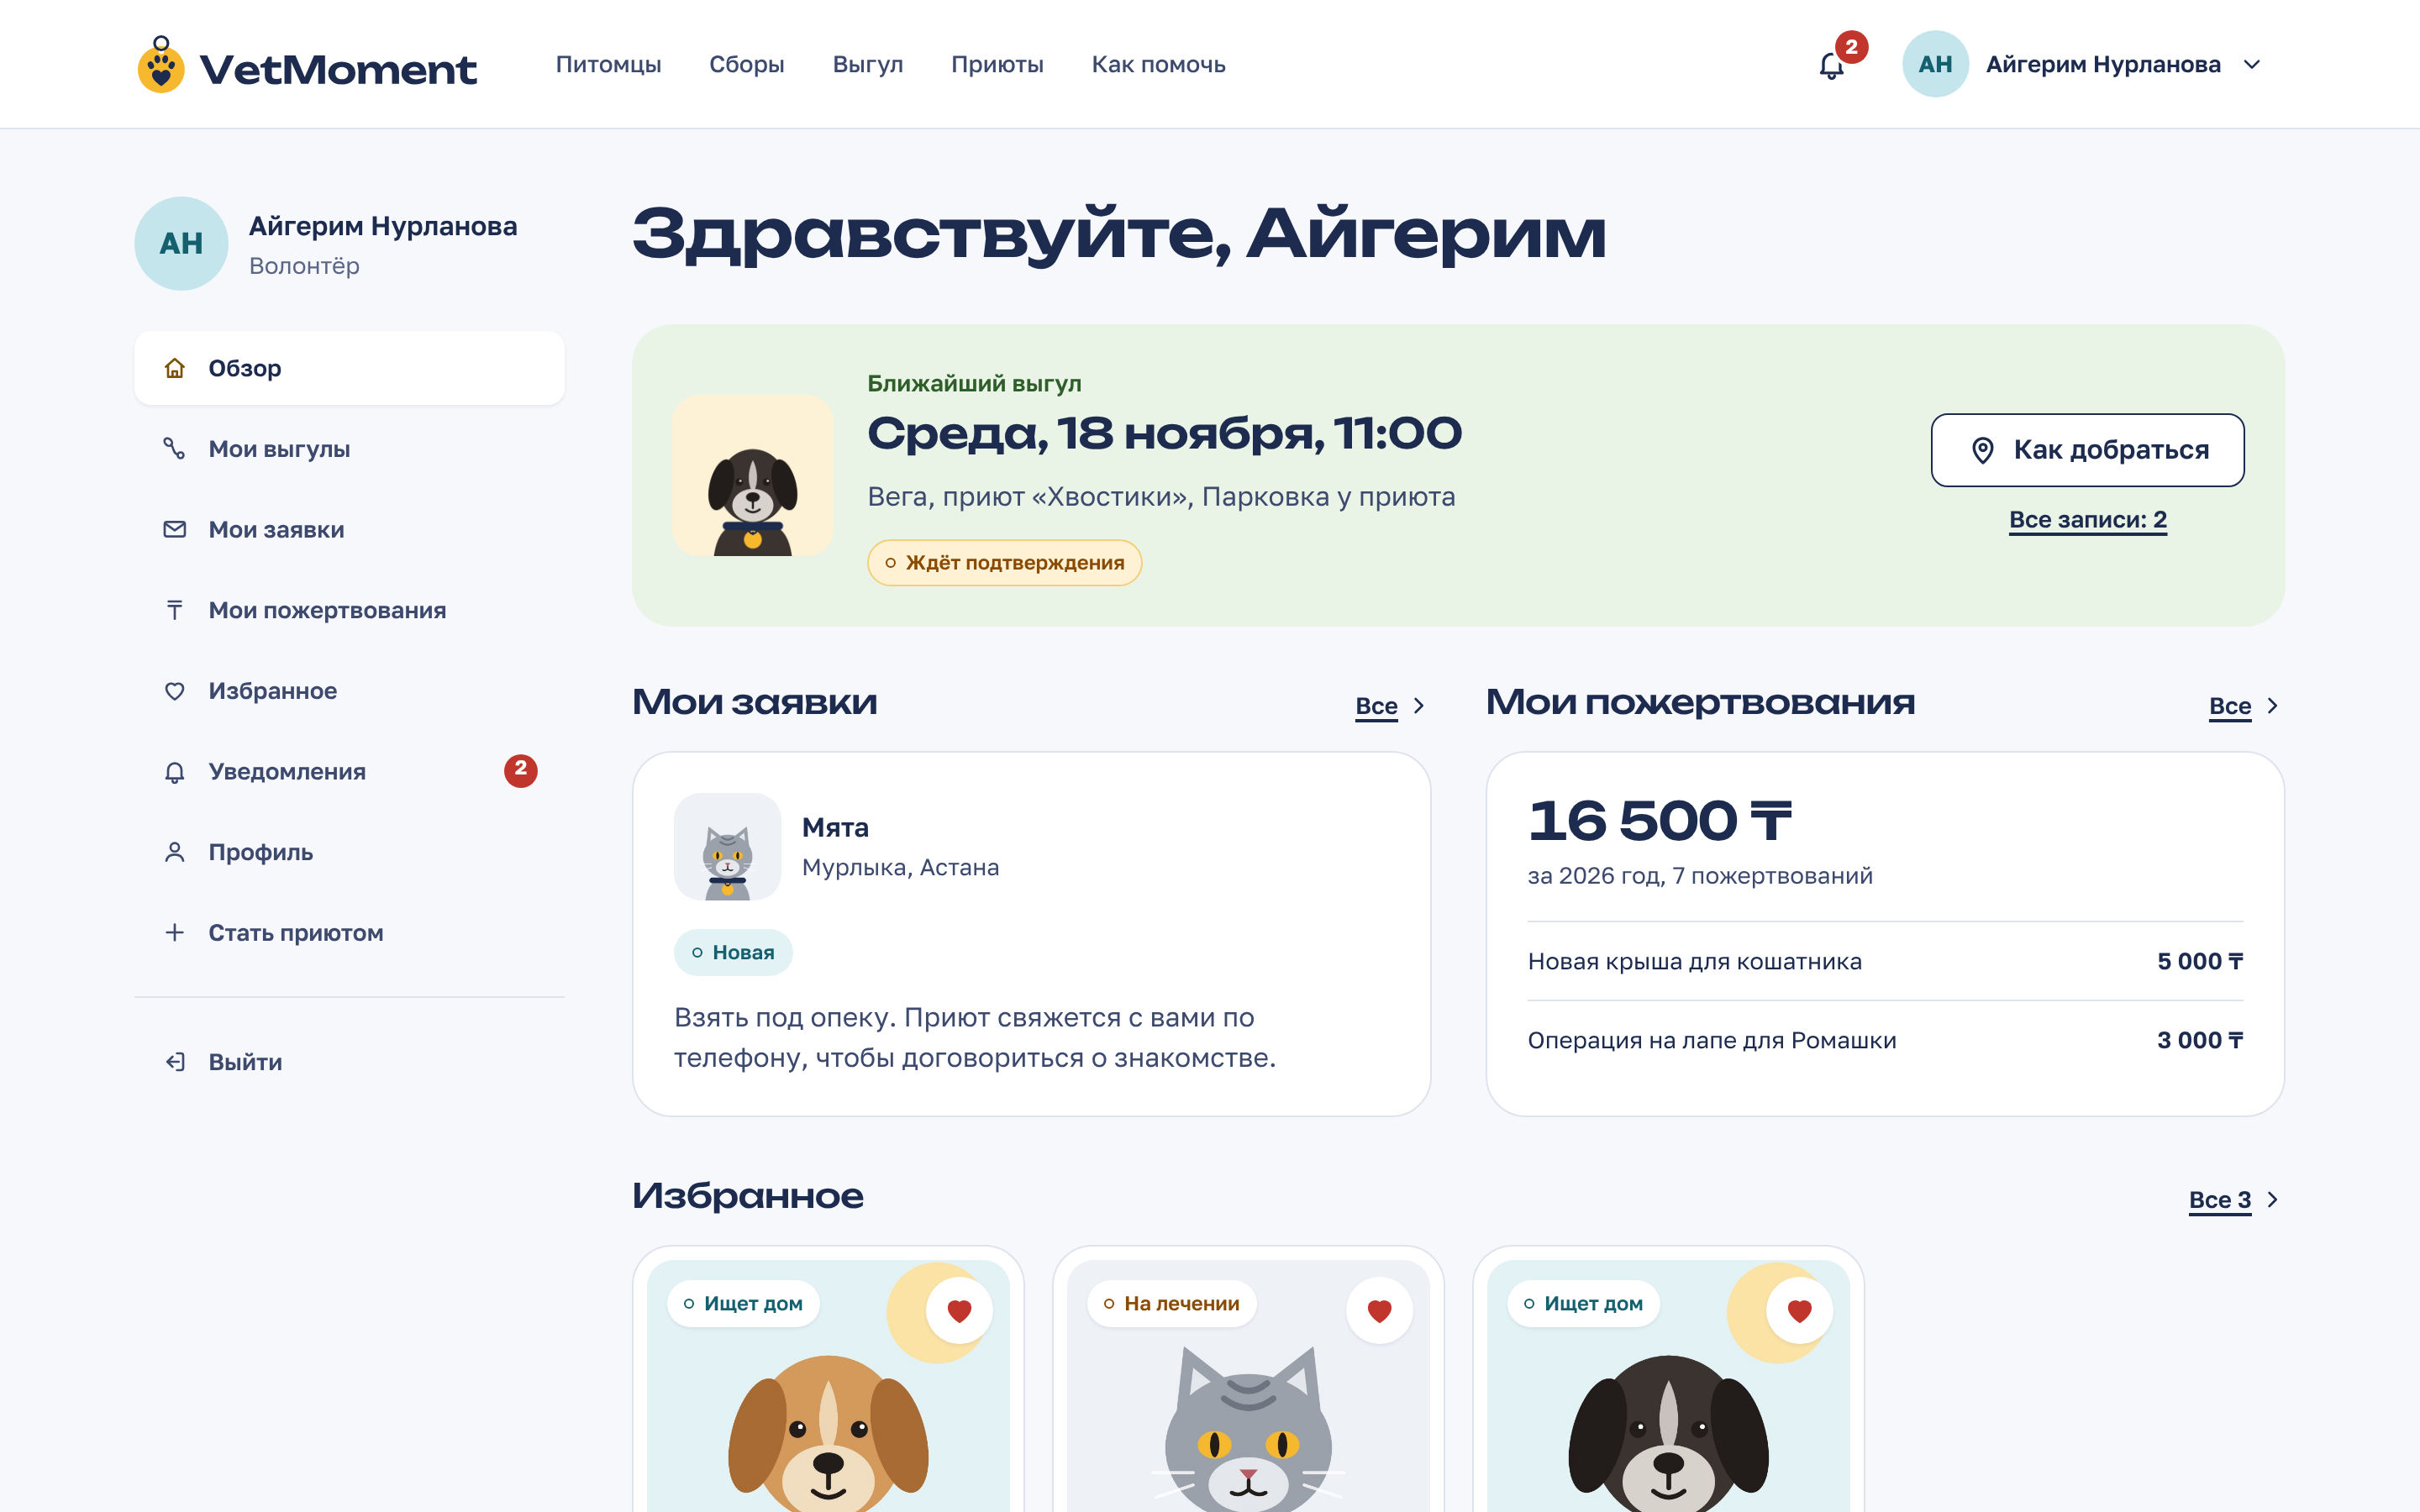 VetMoment
Питомцы
Сборы
Выгул
Приюты
Как помочь
2
АН
Айгерим Нурланова
АН
Айгерим Нурланова
Волонтёр
Обзор
Мои выгулы
Мои заявки
Мои пожертвования
Избранное
Уведомления
2
Профиль
Стать приютом
Выйти
Здравствуйте, Айгерим
Ближайший выгул
Среда, 18 ноября, 11:00
Вега, приют «Хвостики», Парковка у приюта
Ждёт подтверждения
Как добраться
Все записи: 2
Мои заявки
Все
Мята
Мурлыка, Астана
Новая
Взять под опеку. Приют свяжется с вами по
телефону, чтобы договориться о знакомстве.
Мои пожертвования
Все
16 500 ₸
за 2026 год, 7 пожертвований
Новая крыша для кошатника
5 000 ₸
Операция на лапе для Ромашки
3 000 ₸
Избранное
Все 3
Ищет дом
На лечении
Ищет дом